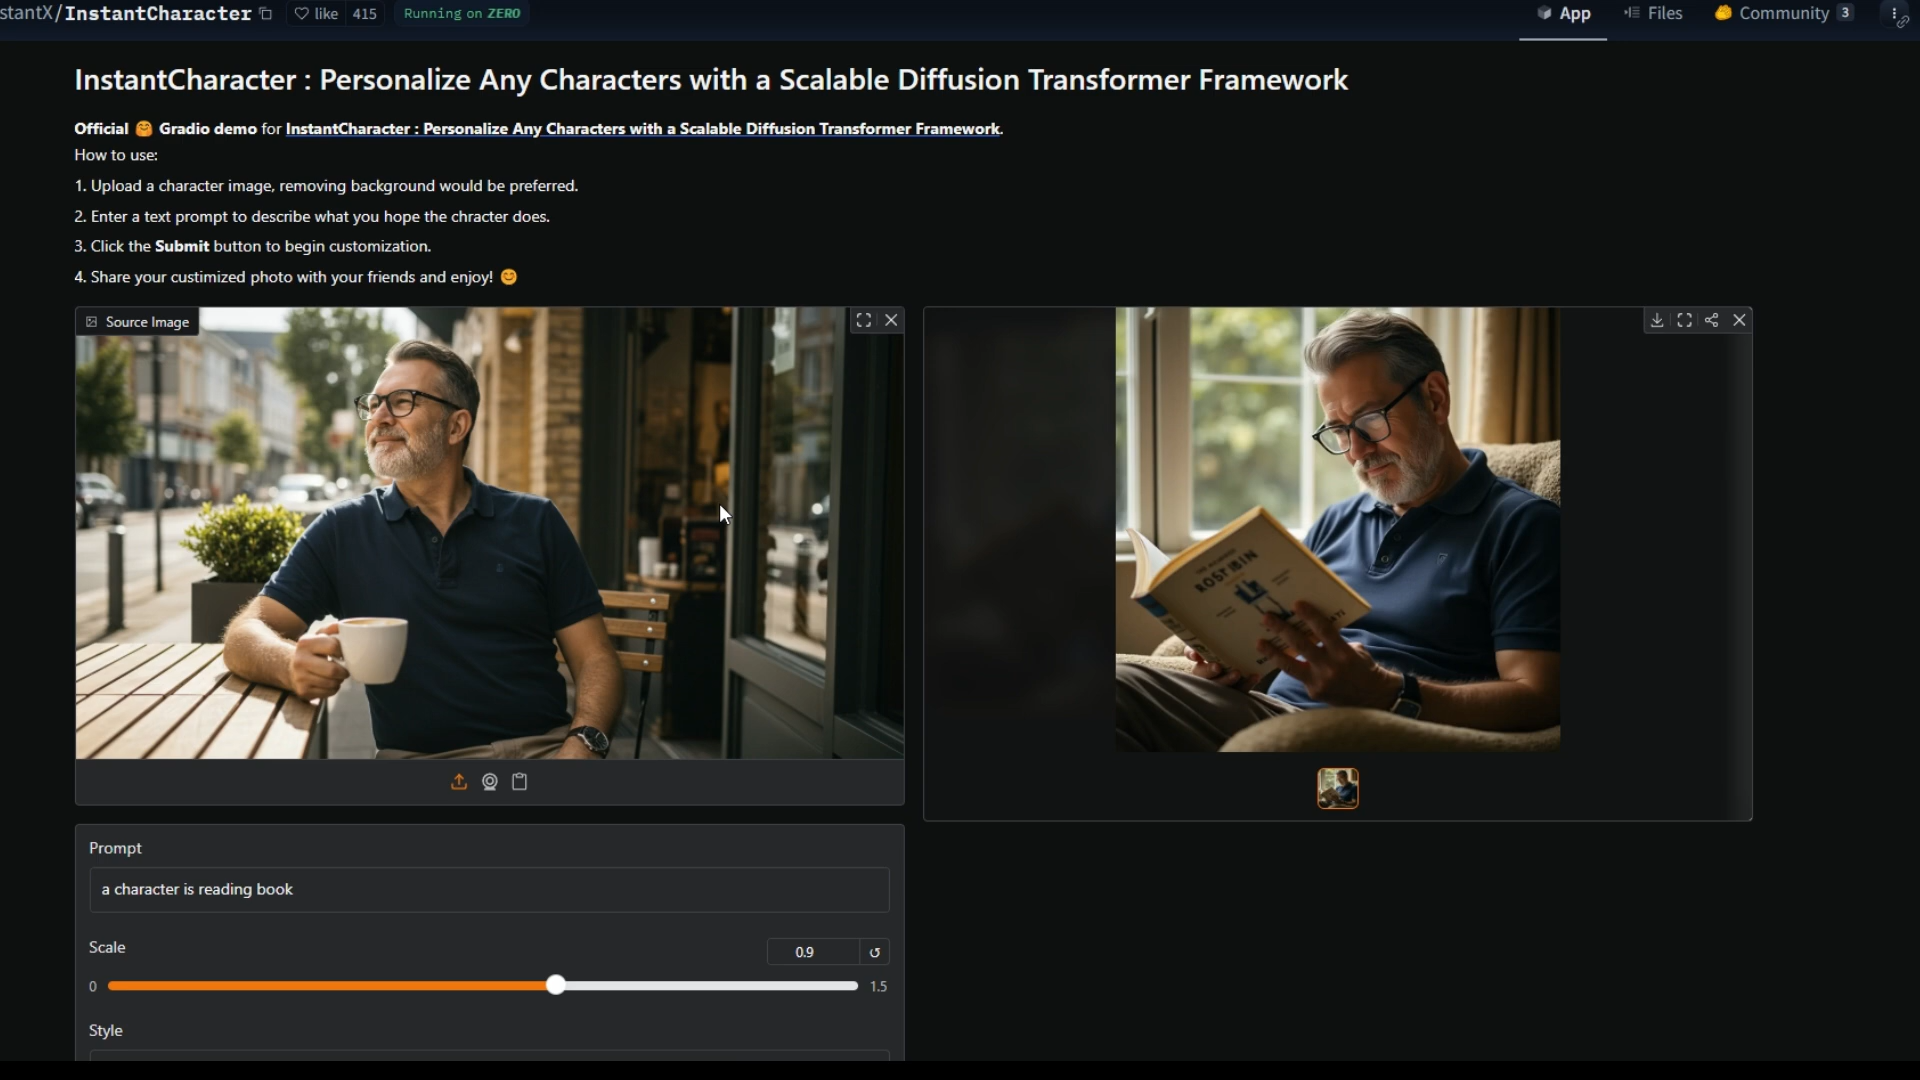 stantX/InstantCharacter like 415 Running on ZERO App Files Community 3
InstantCharacter : Personalize Any Characters with a Scalable Diffusion Transformer Framework
Official 🤗 Gradio demo for InstantCharacter : Personalize Any Characters with a Scalable Diffusion Transformer Framework.
How to use:
1. Upload a character image, removing background would be preferred.
2. Enter a text prompt to describe what you hope the chracter does.
3. Click the Submit button to begin customization.
4. Share your custimized photo with your friends and enjoy! 😊
Source Image
ROSTIBIN
Prompt
a character is reading book
Scale
0.9
0
1.5
Style